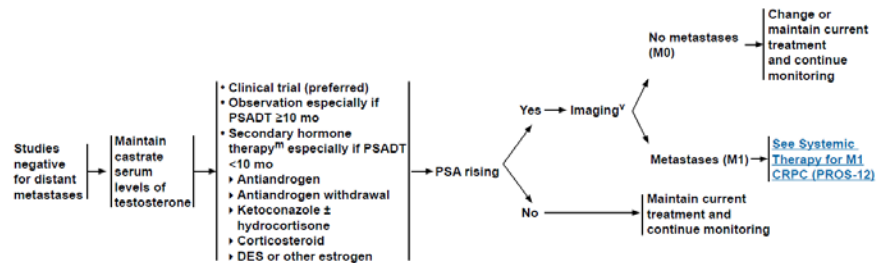 Studies
negative
for distant
metastases
Maintain
castrate
serum
levels of
testosterone
• Clinical trial (preferred)
• Observation especially if
PSADT ≥10 mo
• Secondary hormone
therapyᵐ especially if PSADT
<10 mo
▸ Antiandrogen
▸ Antiandrogen withdrawal
▸ Ketoconazole ±
hydrocortisone
▸ Corticosteroid
▸ DES or other estrogen
PSA rising
Yes
Imagingᵛ
No metastases
(M0)
Change or
maintain current
treatment
and continue
monitoring
Metastases (M1)
See Systemic
Therapy for M1
CRPC (PROS-12)
No
Maintain current
treatment and
continue monitoring